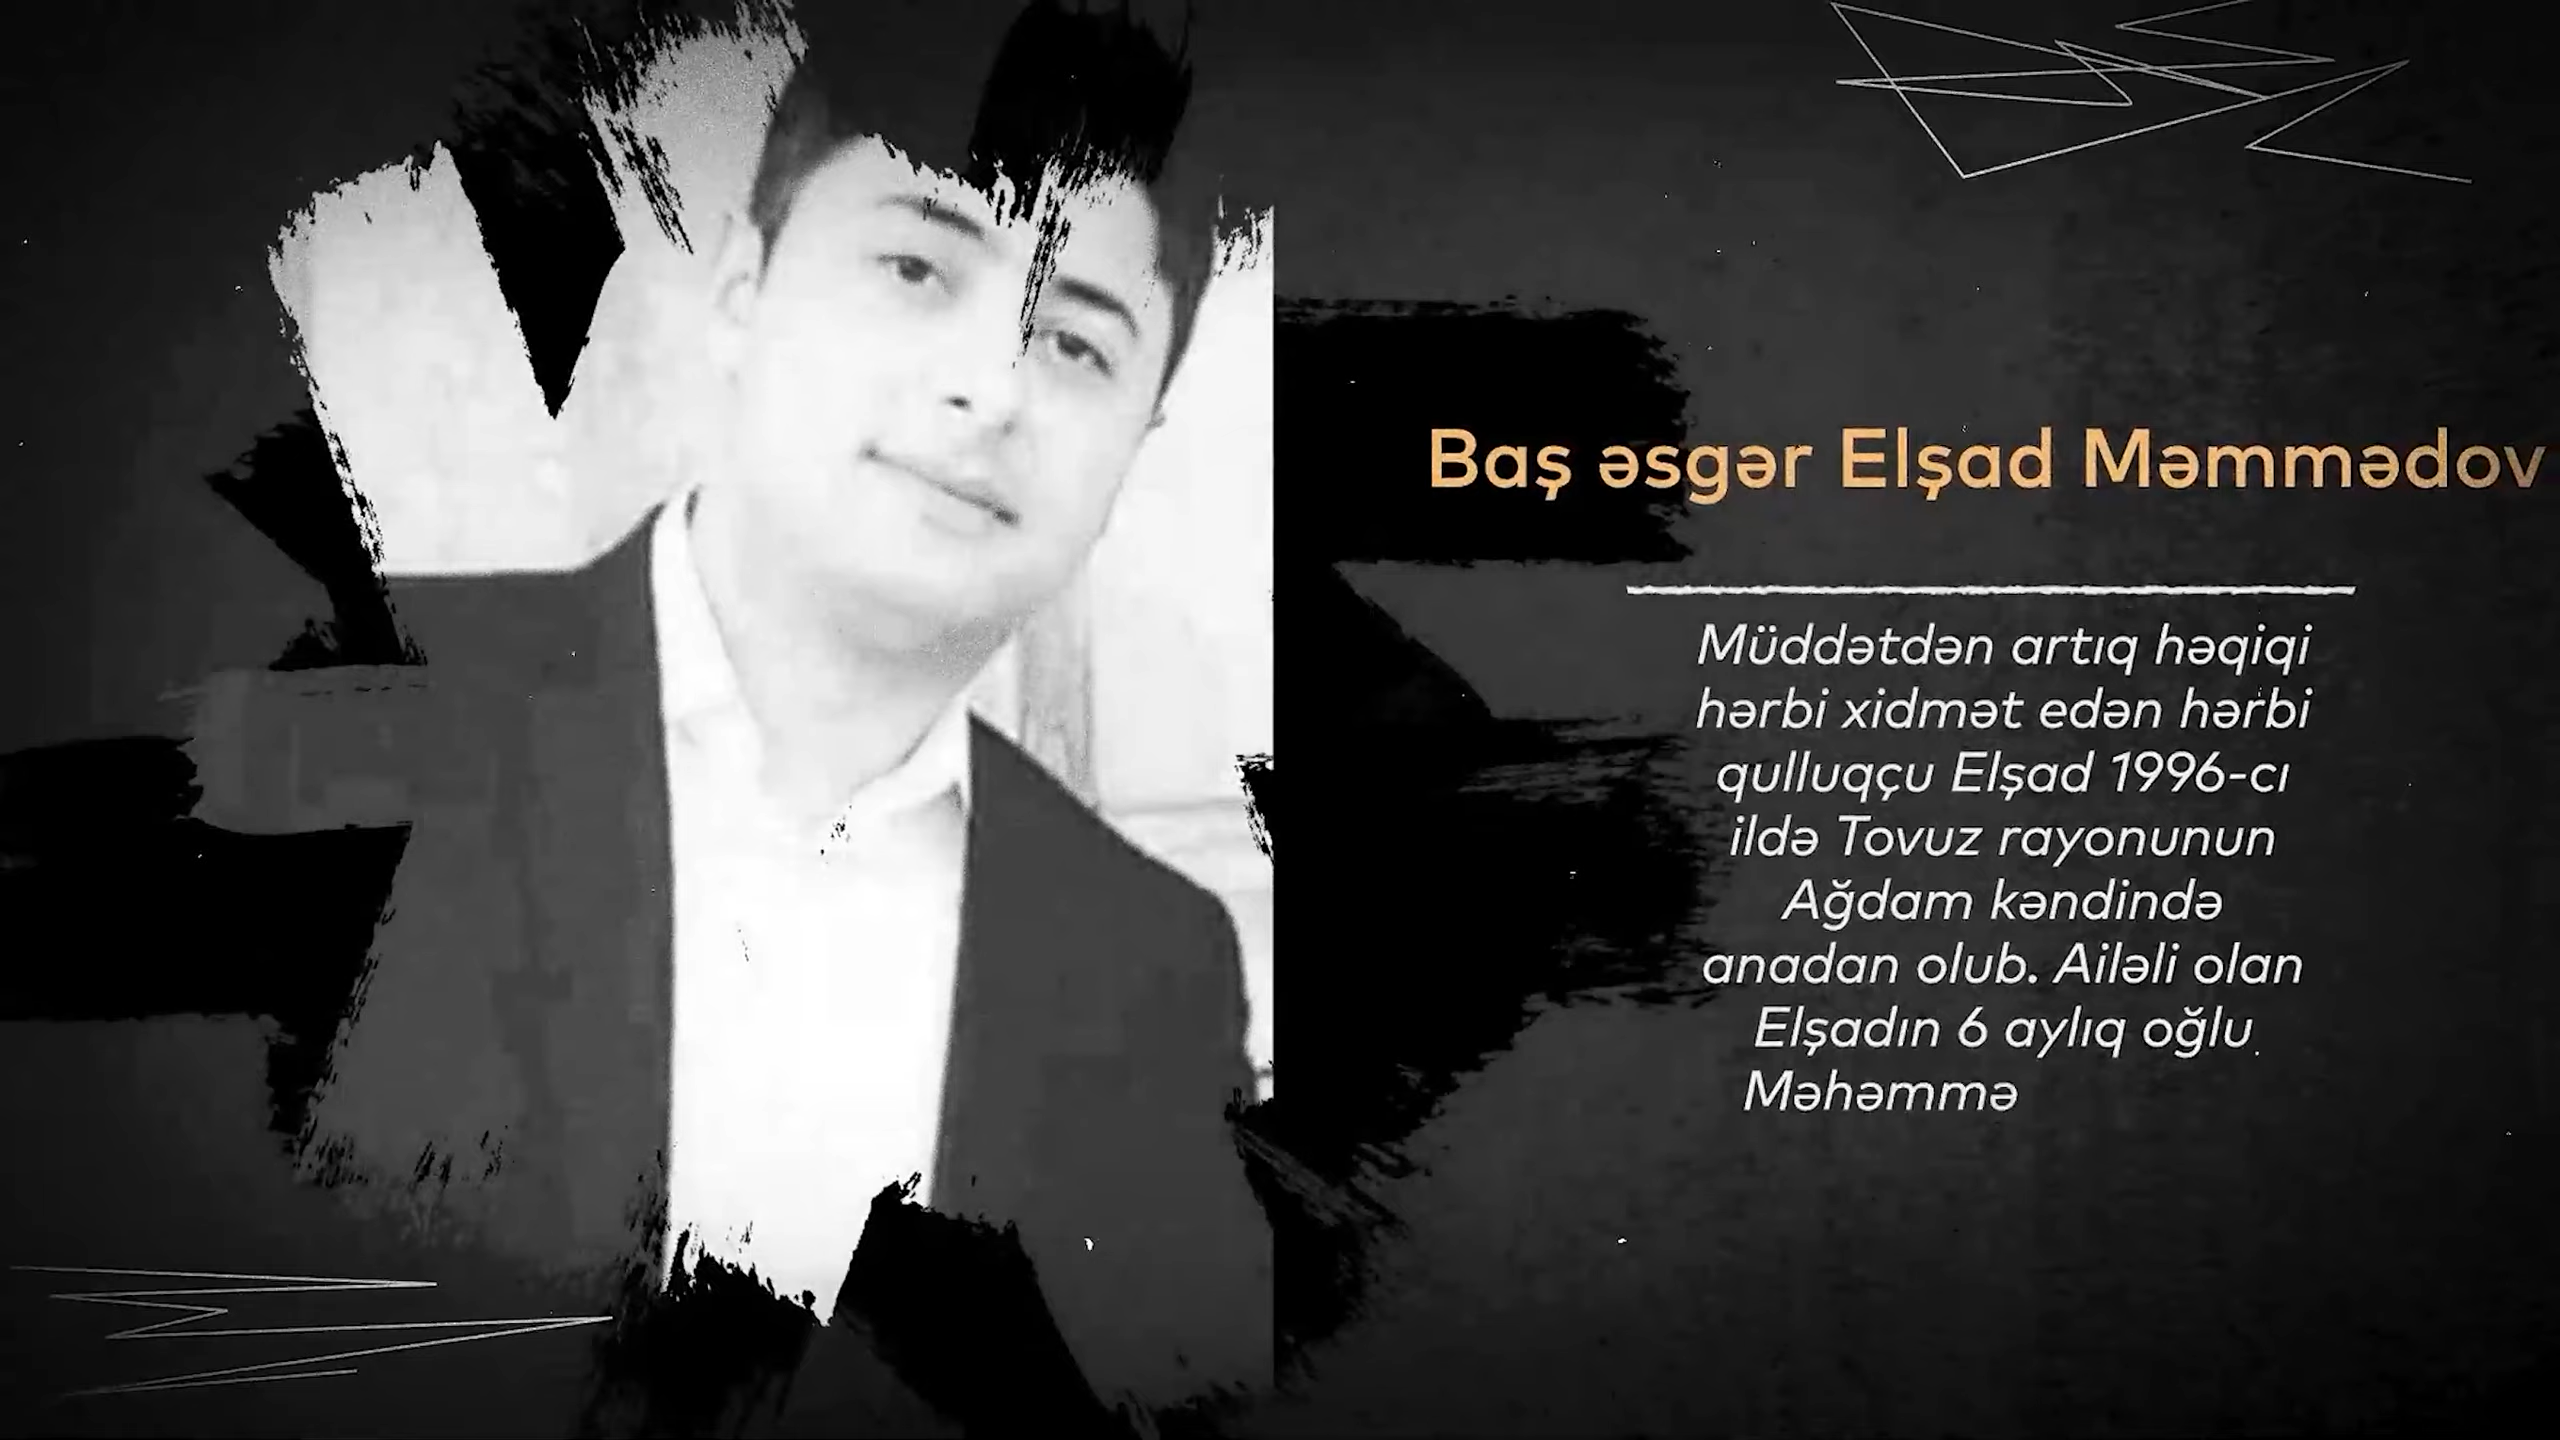 Baş əsgər Elşad Məmmədov
Müddətdən artıq həqiqi
hərbi xidmət edən hərbi
qulluqçu Elşad 1996-cı
ildə Tovuz rayonunun
Ağdam kəndində
anadan olub. Ailəli olan
Elşadın 6 aylıq oğlu
Məhəmmə